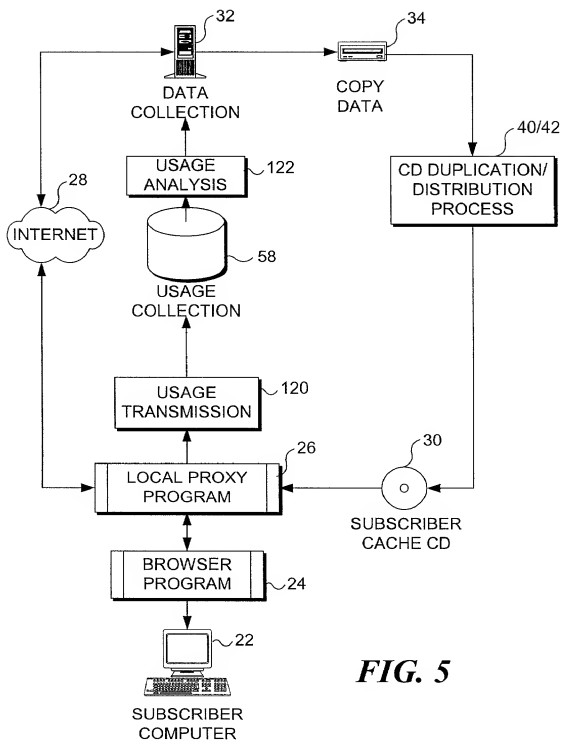 32
34
DATA
COLLECTION
COPY
DATA
40/42
USAGE
ANALYSIS
122
CD DUPLICATION/
DISTRIBUTION
PROCESS
28
INTERNET
58
USAGE
COLLECTION
USAGE
TRANSMISSION
120
26
LOCAL PROXY
PROGRAM
30
SUBSCRIBER
CACHE CD
BROWSER
PROGRAM
24
22
SUBSCRIBER
COMPUTER
FIG. 5